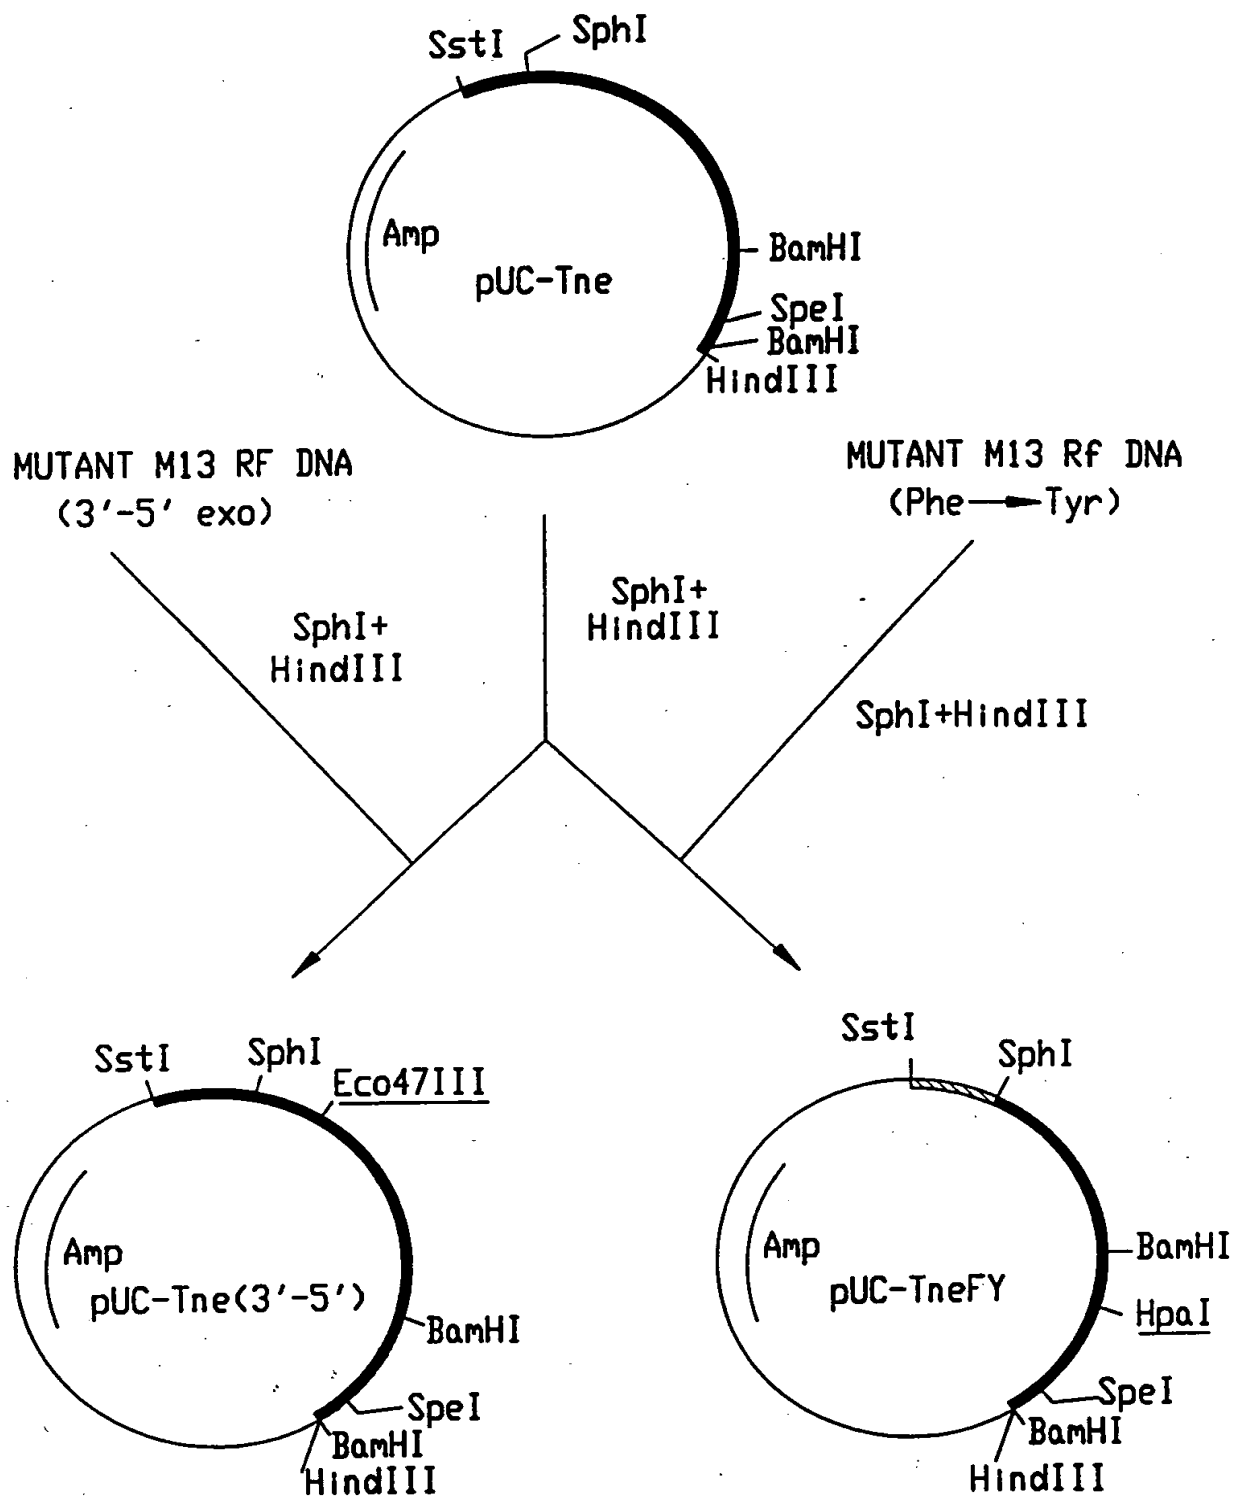 SstI
SphI
Amp
pUC-Tne
BamHI
SpeI
BamHI
HindIII
MUTANT M13 RF DNA
(3'-5' exo)
MUTANT M13 Rf DNA
(Phe→Tyr)
SphI+
HindIII
SphI+
HindIII
SphI+HindIII
SstI
SphI
Eco47III
Amp
pUC-Tne(3'-5')
BamHI
SpeI
BamHI
HindIII
SstI
SphI
Amp
pUC-TneFY
BamHI
HpaI
SpeI
BamHI
HindIII